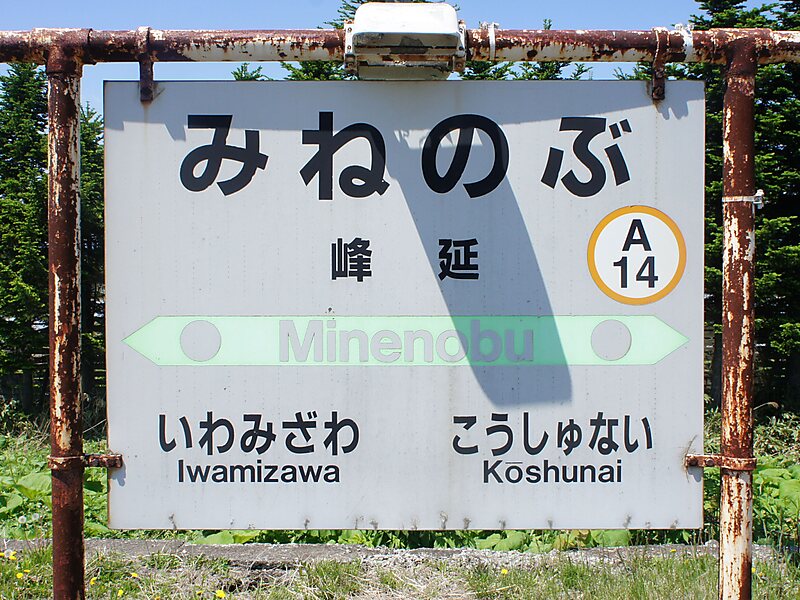 みねのぶ
峰延
A
14
Minenobu
いわみざわ こうしゅない
Iwamizawa Kōshunai